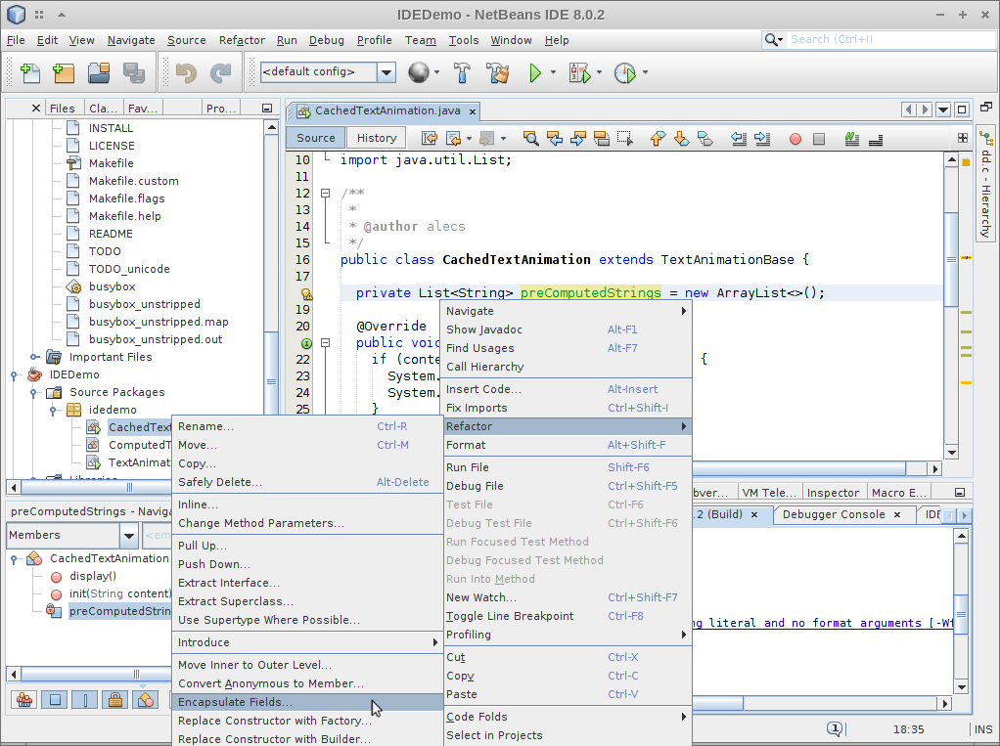 IDEDemo - NetBeans IDE 8.0.2
File Edit View Navigate Source Refactor Run Debug Profile Team Tools Window Help
Search (Ctrl+I)
<default config>
Files Cla... Fav... Pro...
CachedTextAnimation.java
Source History
INSTALL
LICENSE
Makefile
Makefile.custom
Makefile.flags
Makefile.help
README
TODO
TODO_unicode
busybox
busybox_unstripped
busybox_unstripped.map
busybox_unstripped.out
Important Files
IDEDemo
Source Packages
idedemo
CachedText
ComputedT
TextAnimat
Libraries
10 import java.util.List;
11
12 /**
13 *
14 * @author alecs
15 */
16 public class CachedTextAnimation extends TextAnimationBase {
17
private List<String> preComputedStrings = new ArrayList<>();
19
20 @Override
public void
22 if (conte {
23 System.
24 System.
25 }
dd.c - Hierarchy
Navigate
Show Javadoc Alt-F1
Find Usages Alt-F7
Call Hierarchy
Insert Code... Alt-Insert
Fix Imports Ctrl+Shift-I
Refactor
Format Alt+Shift-F
Run File Shift-F6
Debug File Ctrl+Shift-F5
Test File Ctrl-F6
Debug Test File Ctrl+Shift-F6
Run Focused Test Method
Debug Focused Test Method
Run Into Method
New Watch... Ctrl+Shift-F7
Toggle Line Breakpoint Ctrl-F8
Profiling
Cut Ctrl-X
Copy Ctrl-C
Paste Ctrl-V
Code Folds
Select in Projects
Rename... Ctrl-R
Move... Ctrl-M
Copy...
Safely Delete... Alt-Delete
Inline...
Change Method Parameters...
Pull Up...
Push Down...
Extract Interface...
Extract Superclass...
Use Supertype Where Possible...
Introduce
Move Inner to Outer Level...
Convert Anonymous to Member...
Encapsulate Fields...
Replace Constructor with Factory...
Replace Constructor with Builder...
preComputedStrings - Naviga
Members <em
CachedTextAnimation
display()
init(String content)
preComputedStrin
bver... VM Tele... Inspector Macro E...
.2 (Build) Debugger Console IDE
ng literal and no format arguments [-Wf
1 18:35 INS